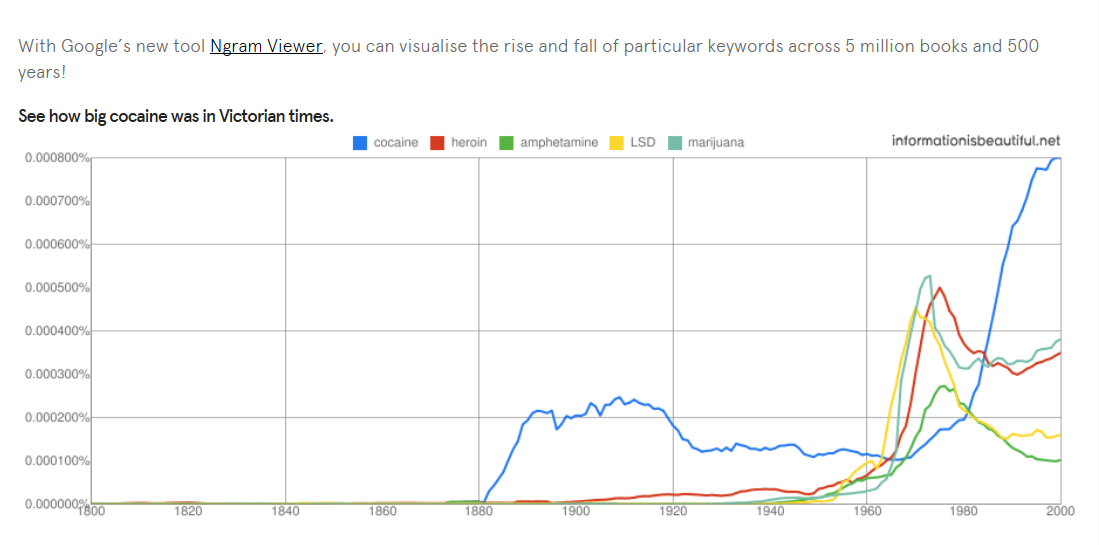 With Google´s new tool Ngram Viewer, you can visualise the rise and fall of particular keywords across 5 million books and 500
years!
See how big cocaine was in Victorian times.
cocaine heroin amphetamine LSD marijuana
informationisbeautiful.net
0.000800%
0.000700%
0.000600%
0.000500%
0.000400%
0.000300%
0.000200%
0.000100%
0.0000000%
1800 1820 1840 1860 1880 1900 1920 1940 1960 1980 2000